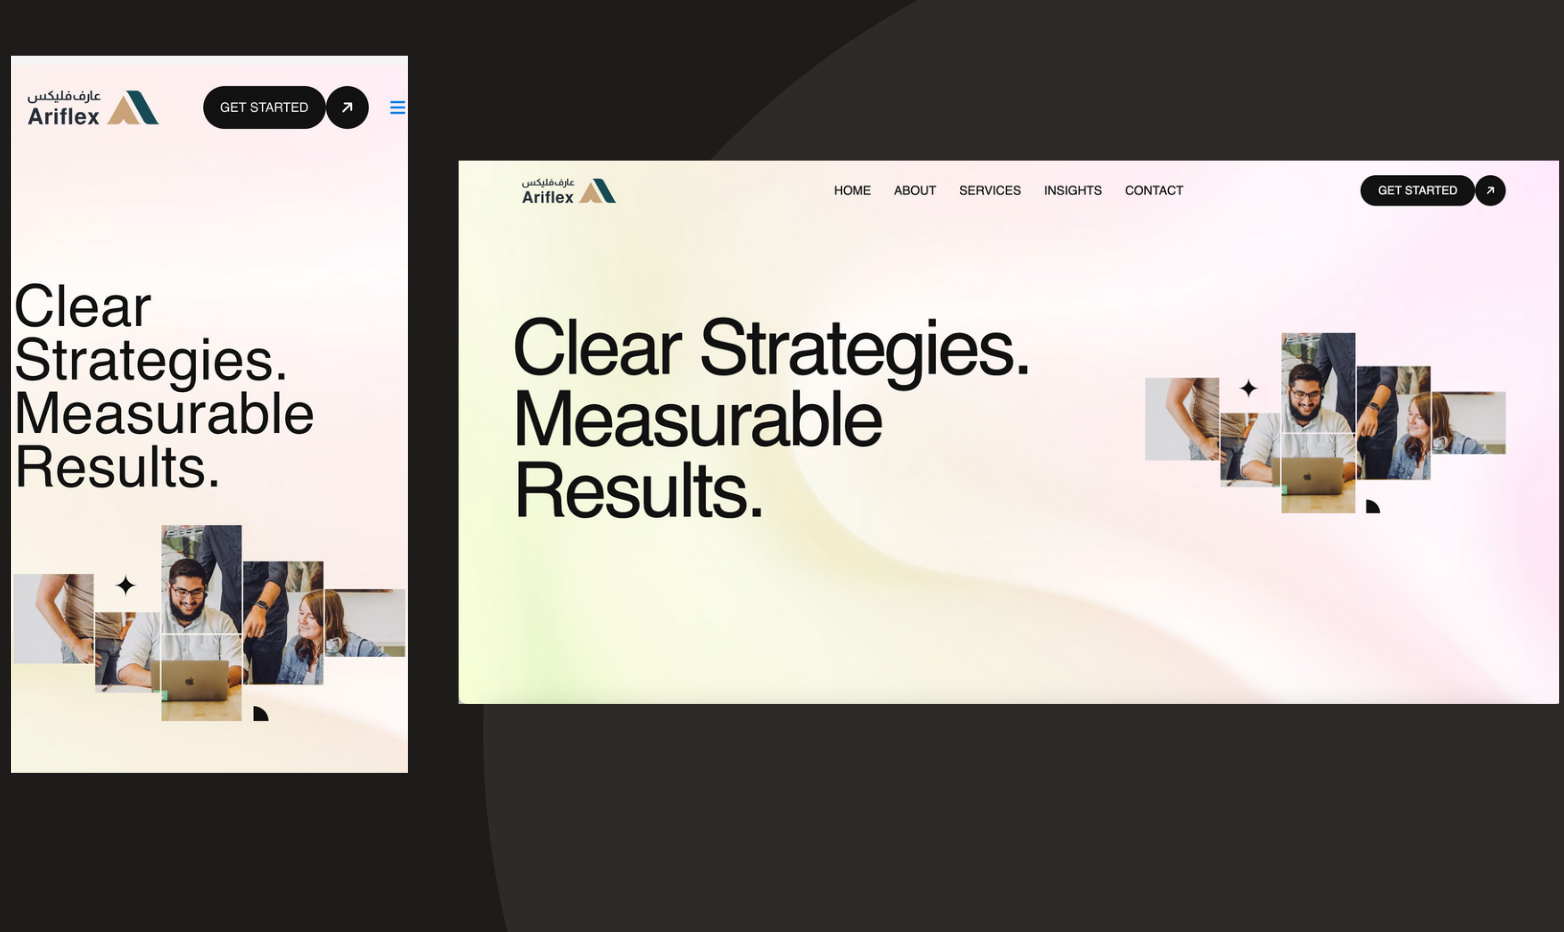 عارف فليكس
Ariflex
GET STARTED
Clear
Strategies.
Measurable
Results.
عارف فليكس
Ariflex
HOME ABOUT SERVICES INSIGHTS CONTACT
GET STARTED
Clear Strategies.
Measurable
Results.